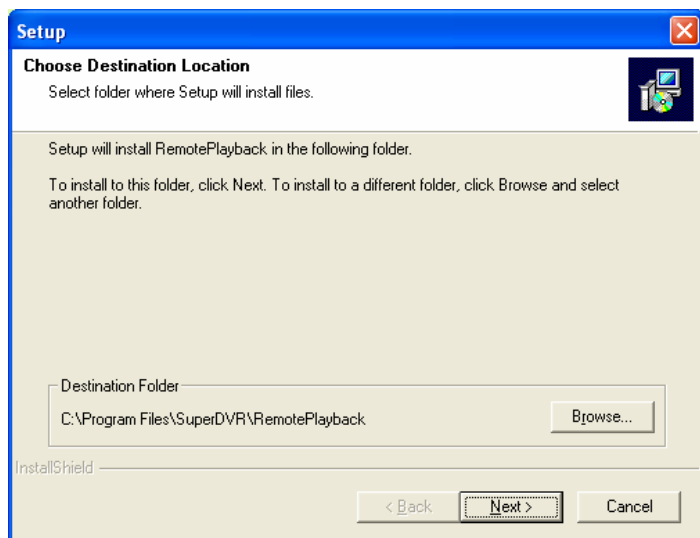 Setup
Choose Destination Location
Select folder where Setup will install files.
Setup will install RemotePlayback in the following folder.
To install to this folder, click Next. To install to a different folder, click Browse and select
another folder.
Destination Folder
C:\Program Files\SuperDVR\RemotePlayback
Browse...
InstallShield
< Back
Next >
Cancel